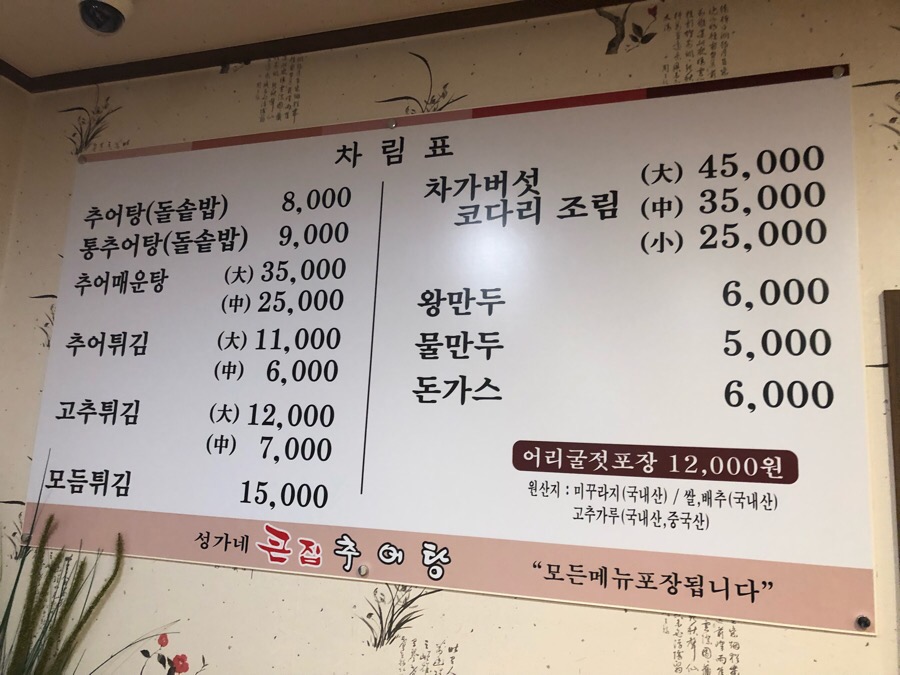 차림표
추어탕(돌솥밥) 8,000
통추어탕(돌솥밥) 9,000
추어매운탕 (大) 35,000
(中) 25,000
추어튀김 (大) 11,000
(中) 6,000
고추튀김 (大) 12,000
(中) 7,000
모듬튀김 15,000
차가버섯 (大) 45,000
코다리 조림 (中) 35,000
(小) 25,000
왕만두 6,000
물만두 5,000
돈가스 6,000
어리굴젓포장 12,000원
원산지 : 미꾸라지(국내산) / 쌀,배추(국내산)
고추가루(국내산,중국산)
성가네 큰집 추어탕
“모든메뉴포장됩니다”